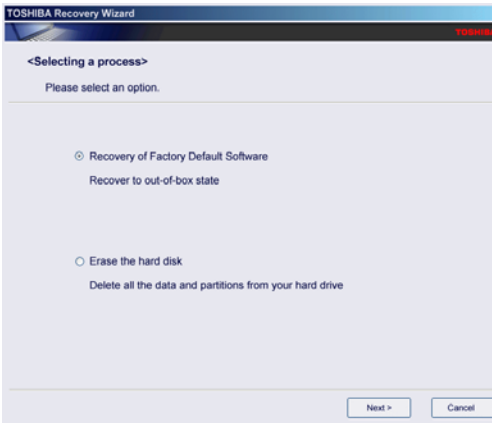 TOSHIBA Recovery Wizard
TOSHIBA
<Selecting a process>
Please select an option.
Recovery of Factory Default Software
Recover to out-of-box state
Erase the hard disk
Delete all the data and partitions from your hard drive
Next >
Cancel